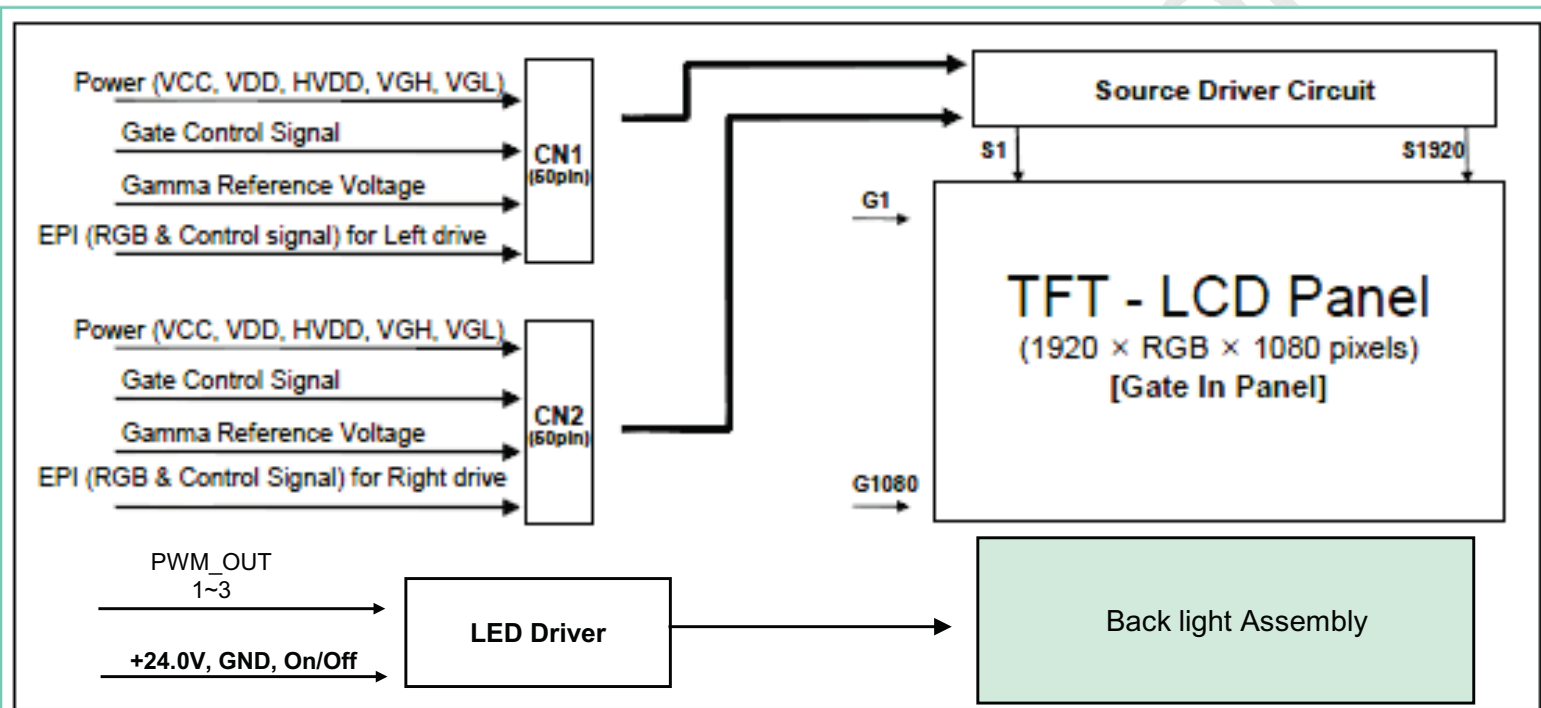 Power (VCC, VDD, HVDD, VGH, VGL)
Gate Control Signal
Gamma Reference Voltage
EPI (RGB & Control signal) for Left drive
CN1
(60pin)
Power (VCC, VDD, HVDD, VGH, VGL)
Gate Control Signal
Gamma Reference Voltage
EPI (RGB & Control Signal) for Right drive
CN2
(60pin)
Source Driver Circuit
S1
S1920
G1
TFT - LCD Panel
(1920 × RGB × 1080 pixels)
[Gate In Panel]
G1080
PWM_OUT
1~3
+24.0V, GND, On/Off
LED Driver
Back light Assembly